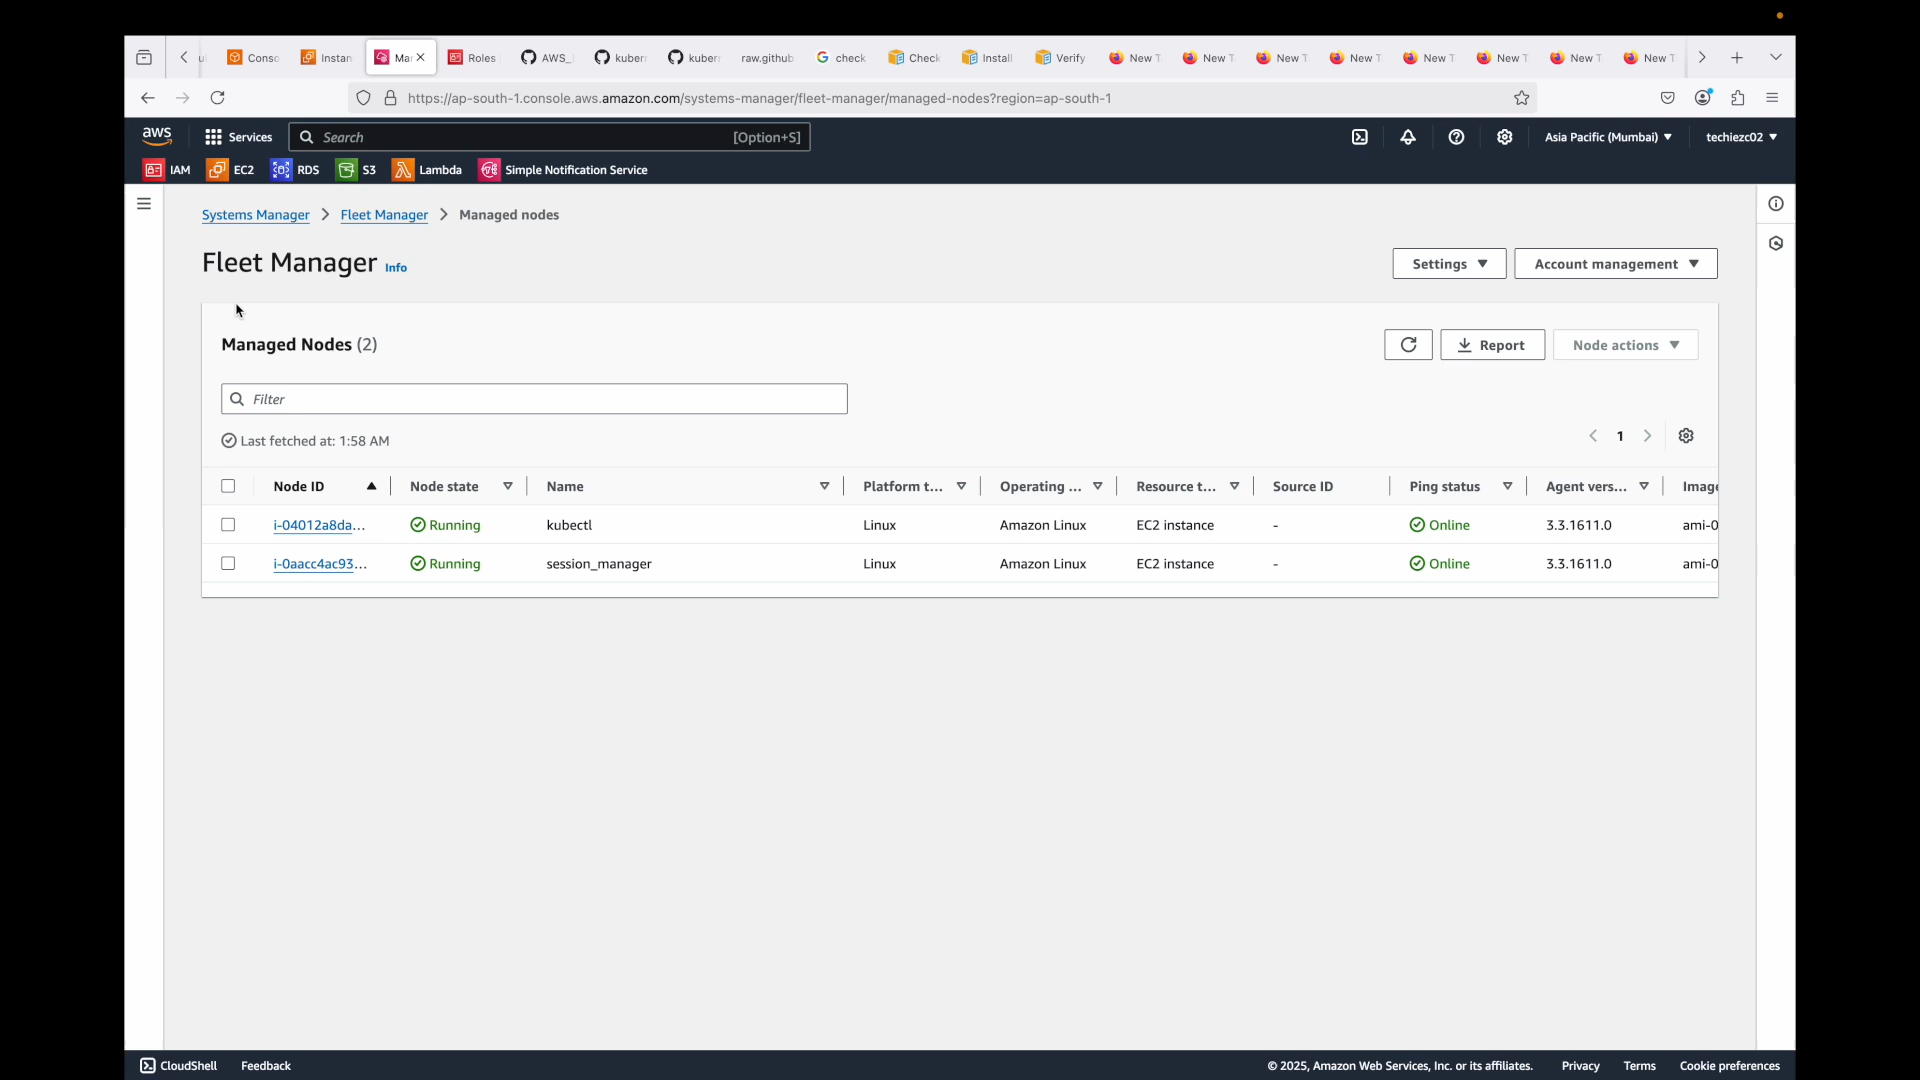 Conso
Instan
Ma
Roles
AWS_
kubern
kubern
raw.github
check
Check
Install
Verify
New T
New T
New T
New T
New T
New T
New T
New T
https://ap-south-1.console.aws.amazon.com/systems-manager/fleet-manager/managed-nodes?region=ap-south-1
aws
Services
Search
[Option+S]
Asia Pacific (Mumbai)
techiezc02
IAM
EC2
RDS
S3
Lambda
Simple Notification Service
Systems Manager
Fleet Manager
Managed nodes
Fleet Manager Info
Settings
Account management
Managed Nodes (2)
Report
Node actions
Filter
Last fetched at: 1:58 AM
1
Node ID
Node state
Name
Platform t...
Operating ...
Resource t...
Source ID
Ping status
Agent vers...
Image
i-04012a8da...
Running
kubectl
Linux
Amazon Linux
EC2 instance
-
Online
3.3.1611.0
ami-0
i-0aacc4ac93...
Running
session_manager
Linux
Amazon Linux
EC2 instance
-
Online
3.3.1611.0
ami-0
CloudShell
Feedback
© 2025, Amazon Web Services, Inc. or its affiliates.
Privacy
Terms
Cookie preferences